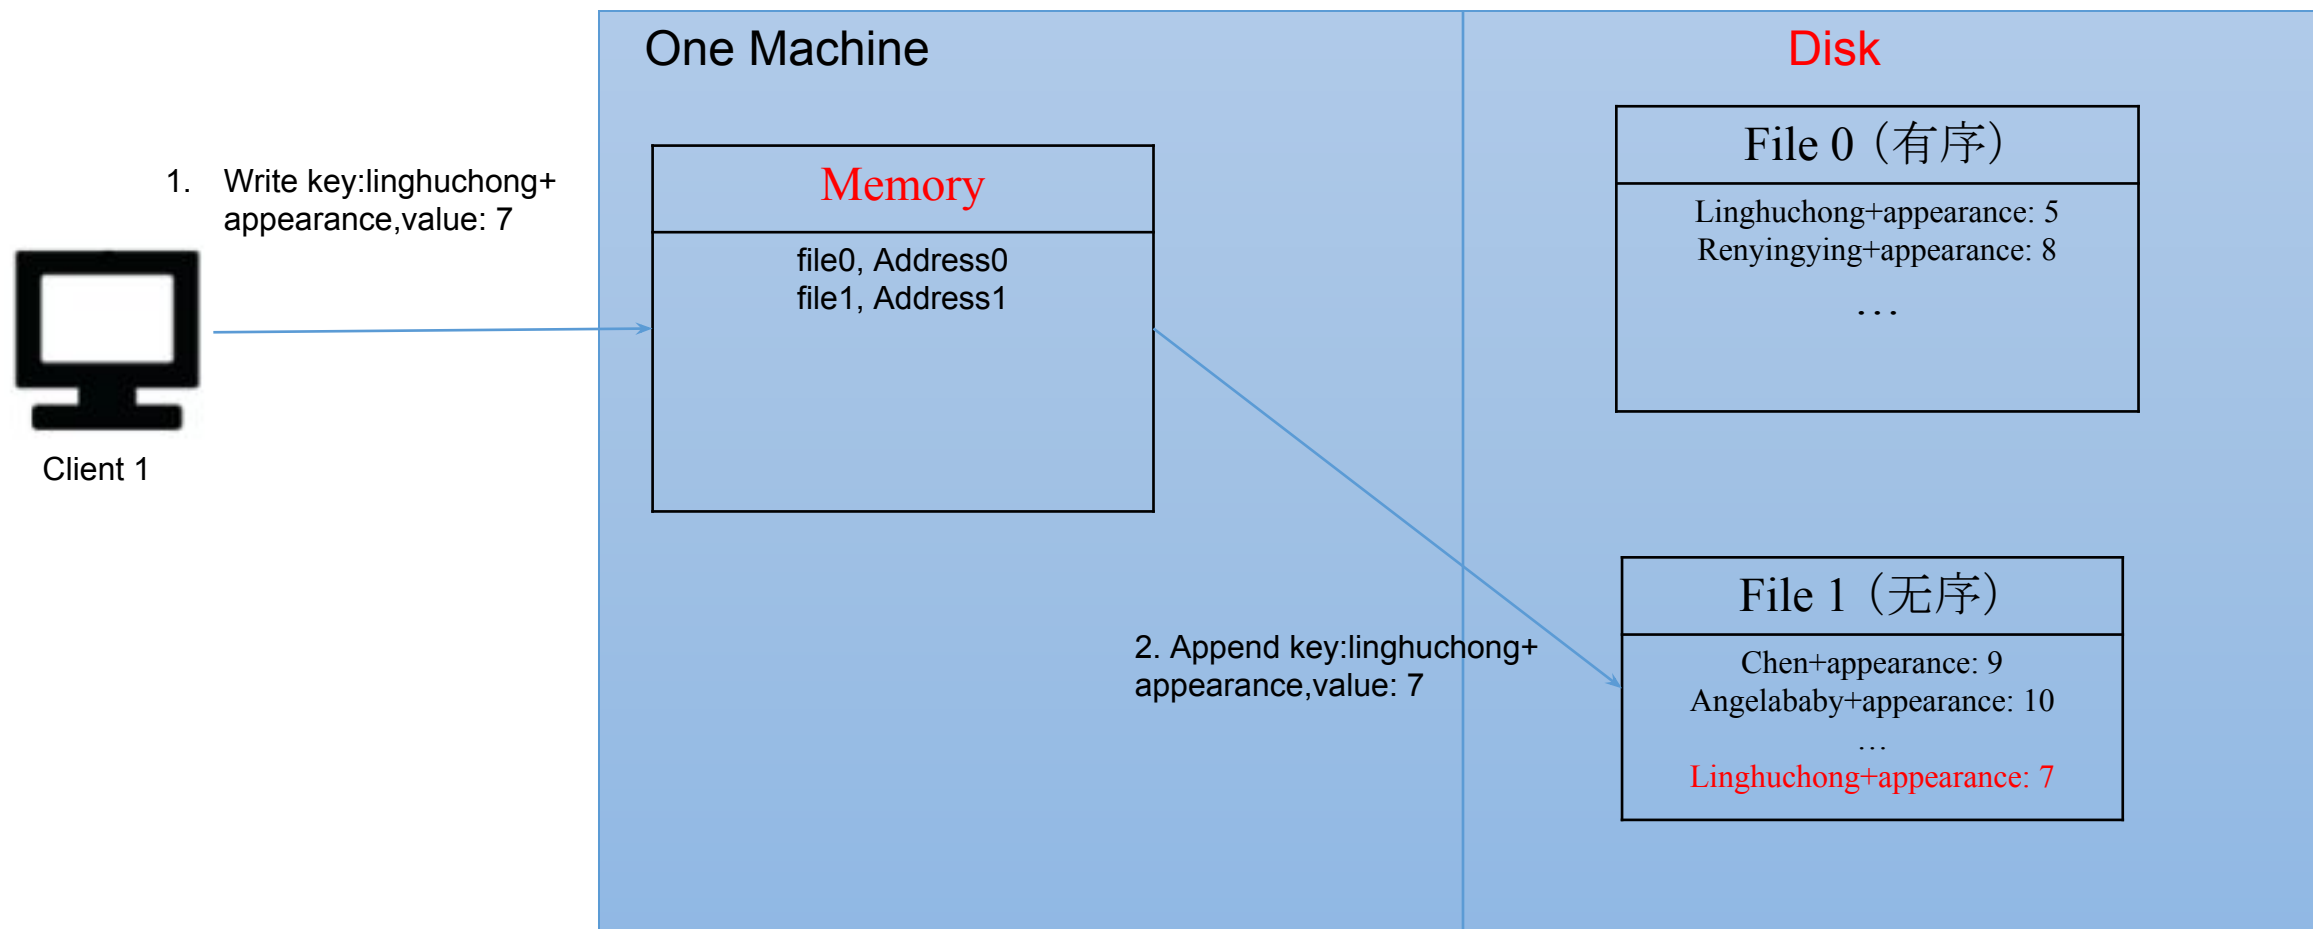 One Machine
Disk
1. Write key:linghuchong+
appearance,value: 7
Client 1
Memory
file0, Address0
file1, Address1
File 0（有序）
Linghuchong+appearance: 5
Renyingying+appearance: 8
…
2. Append key:linghuchong+
appearance,value: 7
File 1（无序）
Chen+appearance: 9
Angelababy+appearance: 10
…
Linghuchong+appearance: 7